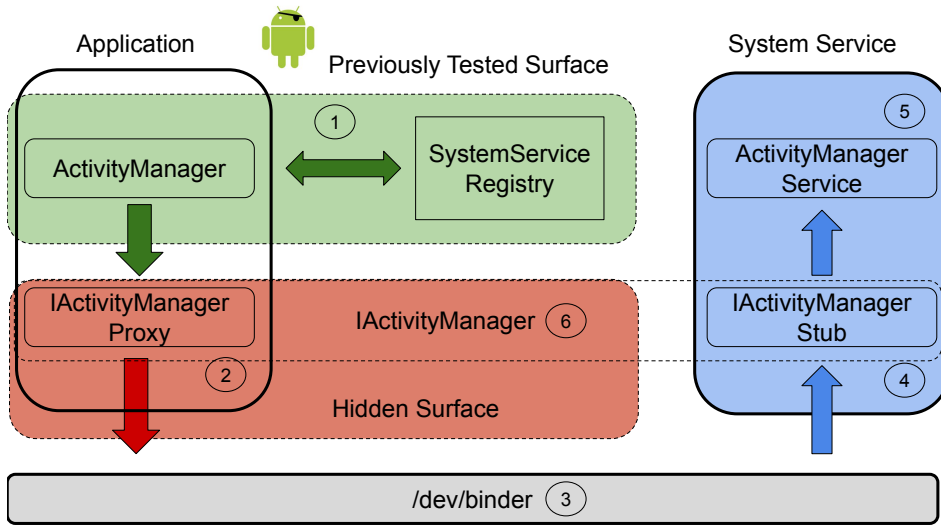 Application
System Service
Previously Tested Surface
1
5
ActivityManager
SystemService
Registry
ActivityManager
Service
IActivityManager
Proxy
IActivityManager 6
IActivityManager
Stub
2
4
Hidden Surface
/dev/binder 3